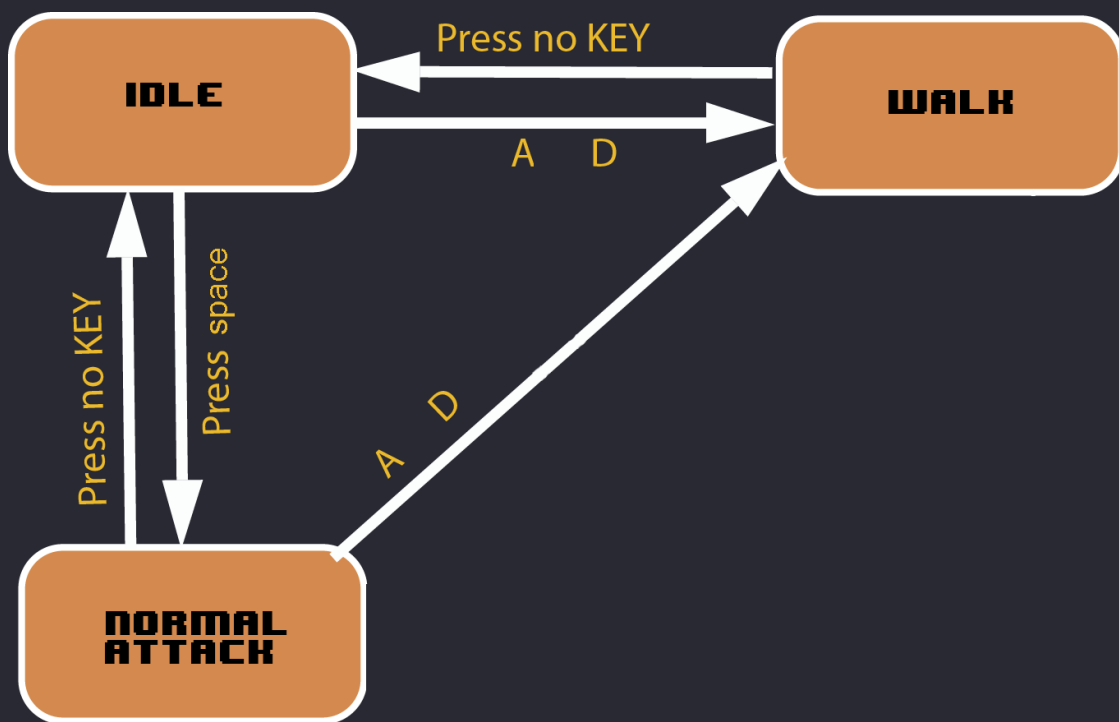 Press no KEY
IDLE
WALK
A D
Press space
Press no KEY
A D
NORMAL
ATTACK